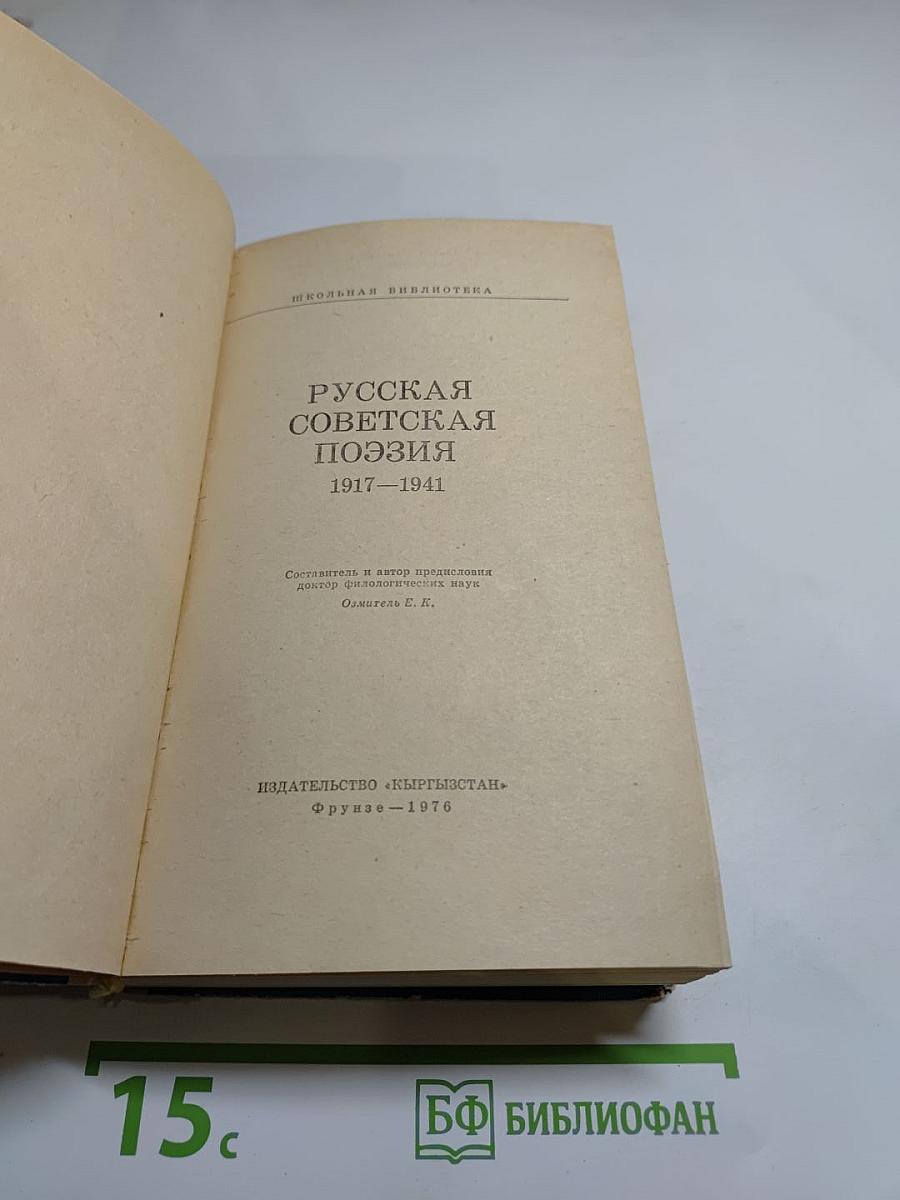 ШКОЛЬНАЯ БИБЛИОТЕКА
РУССКАЯ
СОВЕТСКАЯ
ПОЭЗИЯ
1917—1941
Составитель и автор предисловия
доктор филологических наук
Озмитель Е. К.
ИЗДАТЕЛЬСТВО «КЫРГЫЗСТАН»
Фрунзе—1976
15 с
БФ БИБЛИОФАН